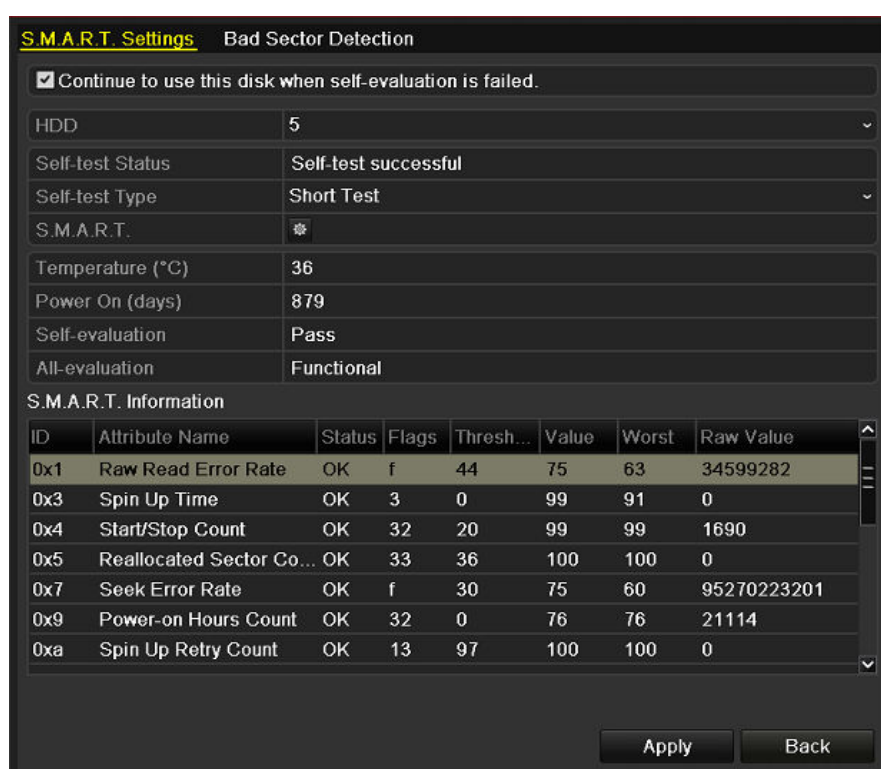 S.M.A.R.T. Settings Bad Sector Detection
Continue to use this disk when self-evaluation is failed.
HDD 5
Self-test Status Self-test successful
Self-test Type Short Test
S.M.A.R.T.
Temperature (°C) 36
Power On (days) 879
Self-evaluation Pass
All-evaluation Functional
S.M.A.R.T. Information
ID Attribute Name Status Flags Thresh... Value Worst Raw Value
0x1 Raw Read Error Rate OK f 44 75 63 34599282
0x3 Spin Up Time OK 3 0 99 91 0
0x4 Start/Stop Count OK 32 20 99 99 1690
0x5 Reallocated Sector Co... OK 33 36 100 100 0
0x7 Seek Error Rate OK f 30 75 60 95270223201
0x9 Power-on Hours Count OK 32 0 76 76 21114
0xa Spin Up Retry Count OK 13 97 100 100 0
Apply Back